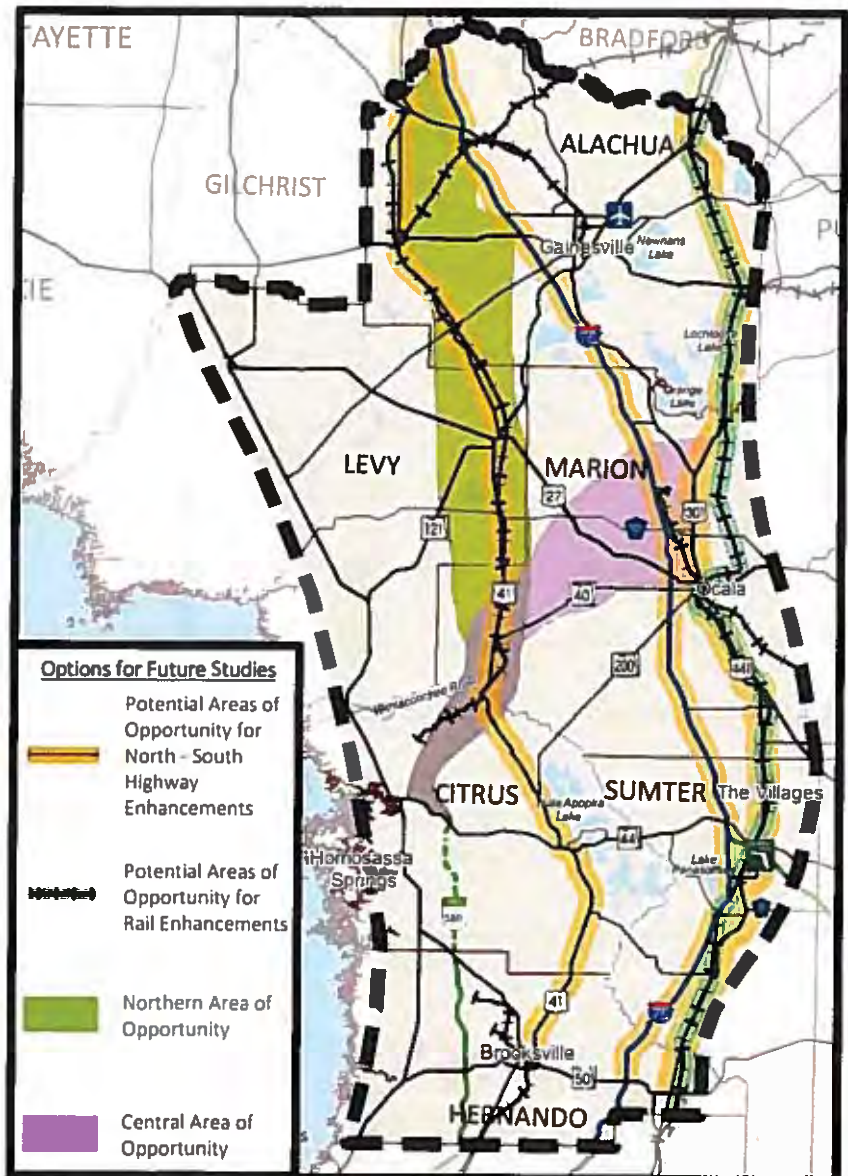 FAYETTE
BRADFORD
ALACHUA
GILCHRIST
Gainesville
Newnans
Lake
Lochloosa
Lake
Orange
Lake
LEVY
MARION
27
301
121
41
40
Ocala
200
441
Withlacoochee R
CITRUS
SUMTER
The Villages
Lake
44
Homosassa
Springs
Lake
41
Brooksville
50
HERNANDO
Options for Future Studies
Potential Areas of
Opportunity for
North - South
Highway
Enhancements
Potential Areas of
Opportunity for
Rail Enhancements
Northern Area of
Opportunity
Central Area of
Opportunity